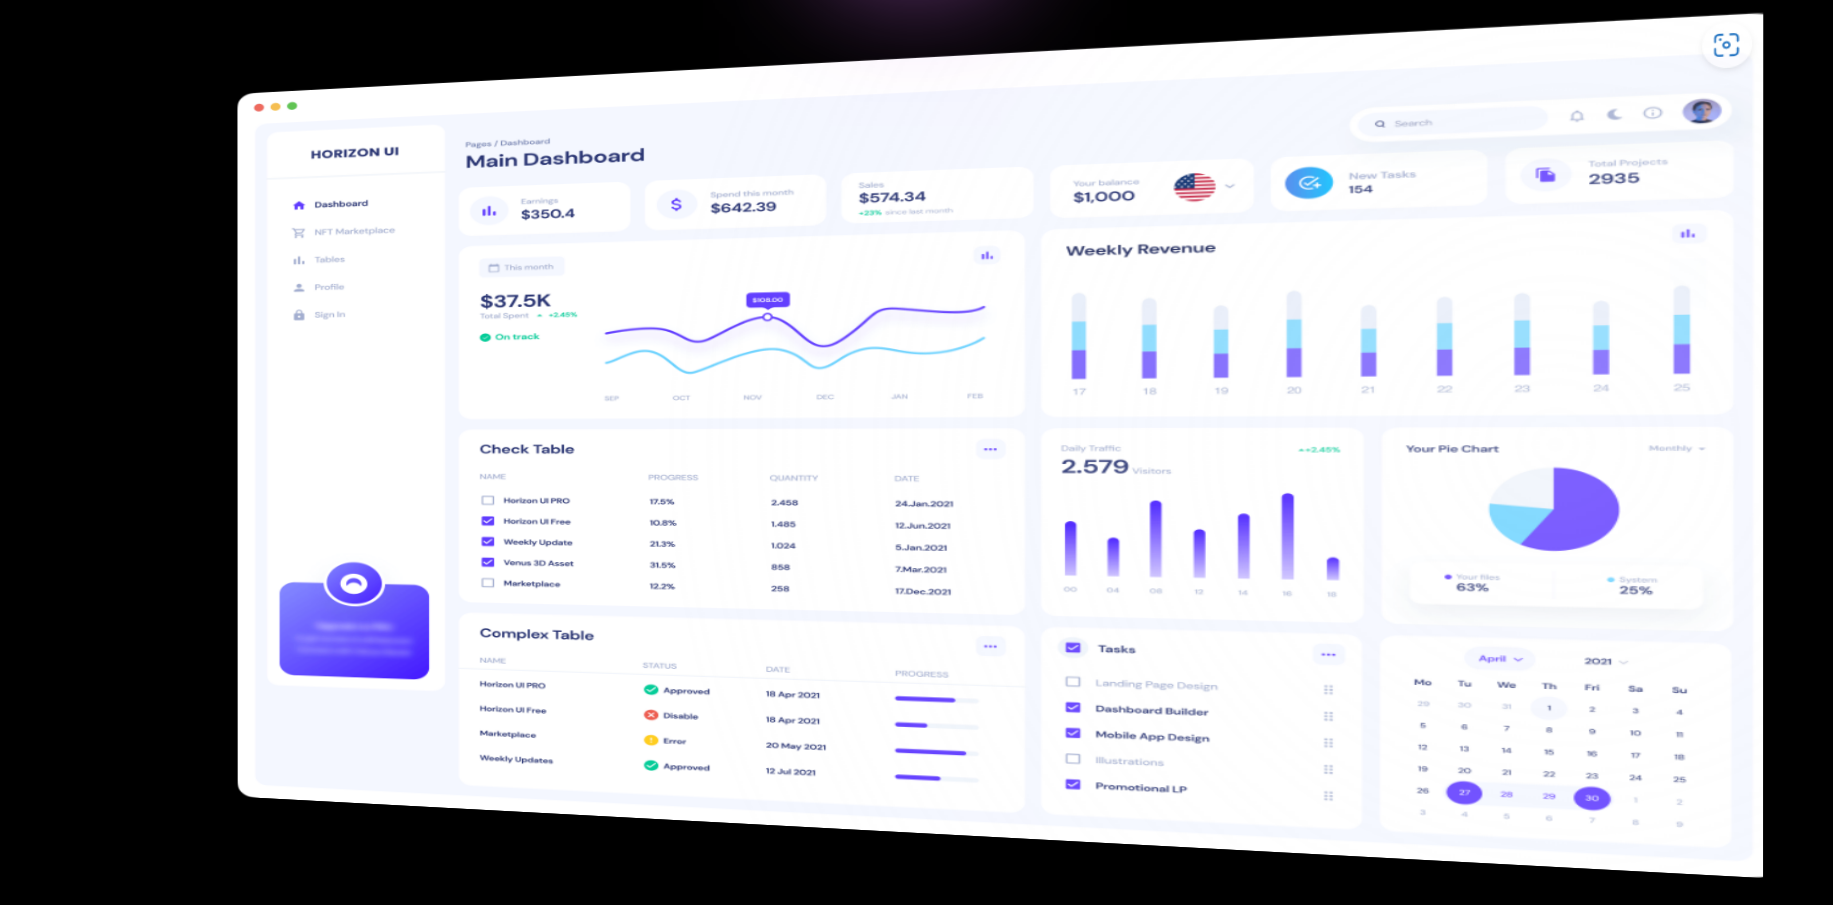 HORIZON UI
Dashboard
NFT Marketplace
Tables
Profile
Sign In
Pages / Dashboard
Main Dashboard
Search
Earnings
$350.4
Spend this month
$642.39
Sales
$574.34
+23% since last month
Your balance
$1,000
New Tasks
154
Total Projects
2935
This month
$37.5K
Total Spent +2.45%
On track
$108.00
SEP OCT NOV DEC JAN FEB
Weekly Revenue
17 18 19 20 21 22 23 24 25
Check Table
NAME PROGRESS QUANTITY DATE
Horizon UI PRO 17.5% 2.458 24.Jan.2021
Horizon UI Free 10.8% 1.485 12.Jun.2021
Weekly Update 21.3% 1.024 5.Jan.2021
Venus 3D Asset 31.5% 858 7.Mar.2021
Marketplace 12.2% 258 17.Dec.2021
Daily Traffic
+2.45%
2.579 Visitors
00 04 08 12 14 16 18
Your Pie Chart
Monthly
Your files
63%
System
25%
Complex Table
NAME STATUS DATE PROGRESS
Horizon UI PRO Approved 18 Apr 2021
Horizon UI Free Disable 18 Apr 2021
Marketplace Error 20 May 2021
Weekly Updates Approved 12 Jul 2021
Tasks
Landing Page Design
Dashboard Builder
Mobile App Design
Illustrations
Promotional LP
April 2021
Mo Tu We Th Fri Sa Su
29 30 31 1 2 3 4
5 6 7 8 9 10 11
12 13 14 15 16 17 18
19 20 21 22 23 24 25
26 27 28 29 30 1 2
3 4 5 6 7 8 9